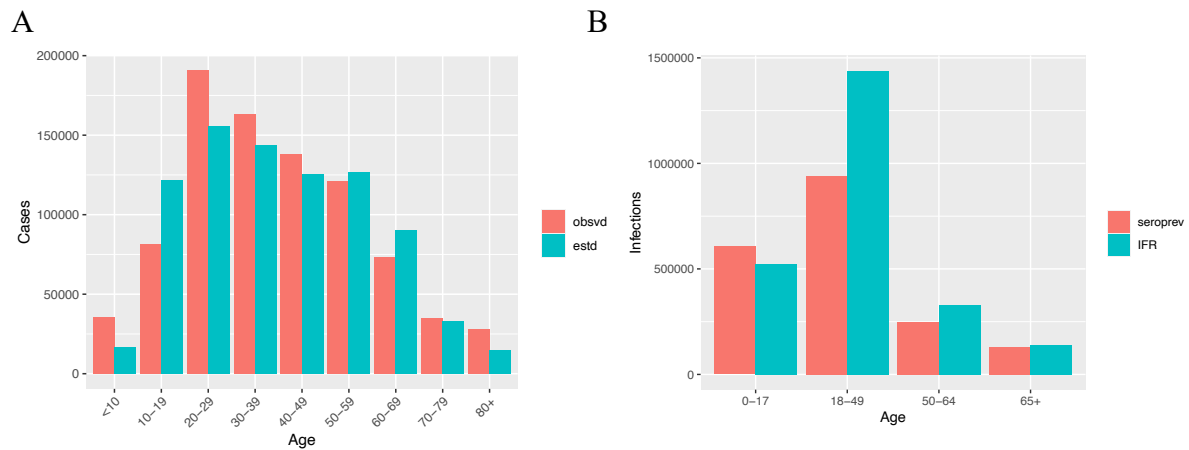 A
200000
150000
100000
50000
0
Cases
<10
10−19
20−29
30−39
40−49
50−59
60−69
70−79
80+
Age
obsvd
estd
B
1500000
1000000
500000
0
Infections
0−17
18−49
50−64
65+
Age
seroprev
IFR